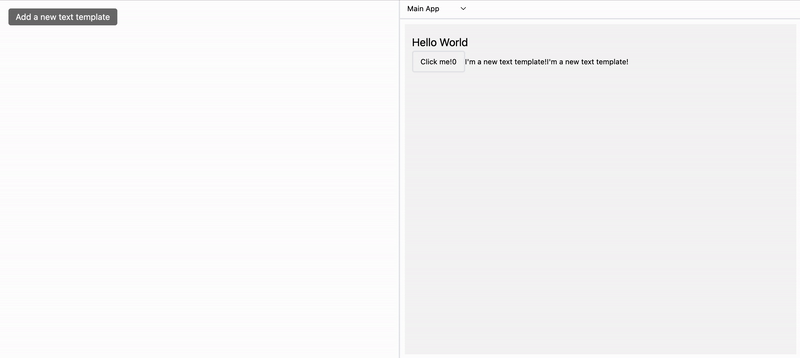 Add a new text template
Main App
Hello World
Click me!0 I'm a new text template!I'm a new text template!